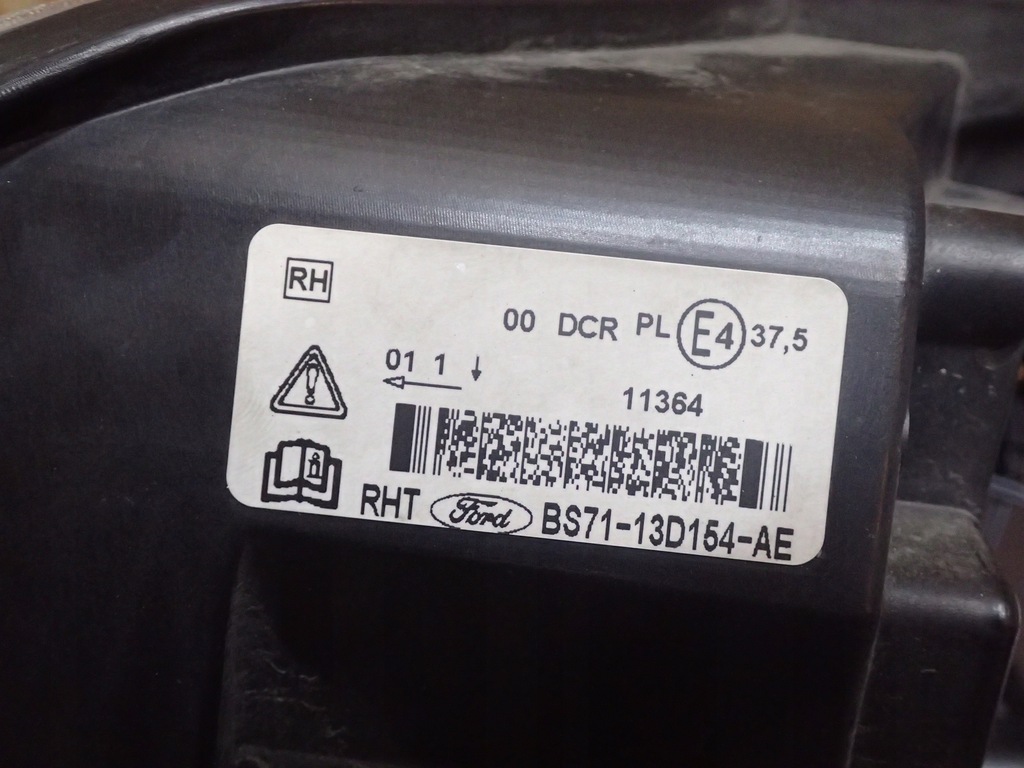 RH
00 DCR PL E4 37,5
01 1
11364
RHT Ford BS71-13D154-AE